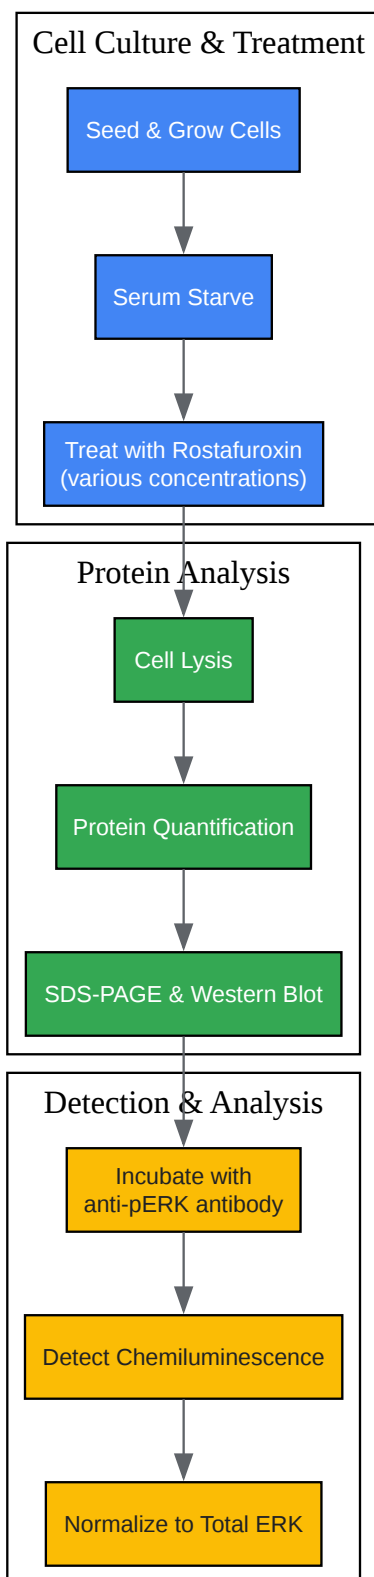 Cell Culture & Treatment
Seed & Grow Cells
Serum Starve
Treat with Rostafuroxin
(various concentrations)
Protein Analysis
Cell Lysis
Protein Quantification
SDS-PAGE & Western Blot
Detection & Analysis
Incubate with
anti-pERK antibody
Detect Chemiluminescence
Normalize to Total ERK